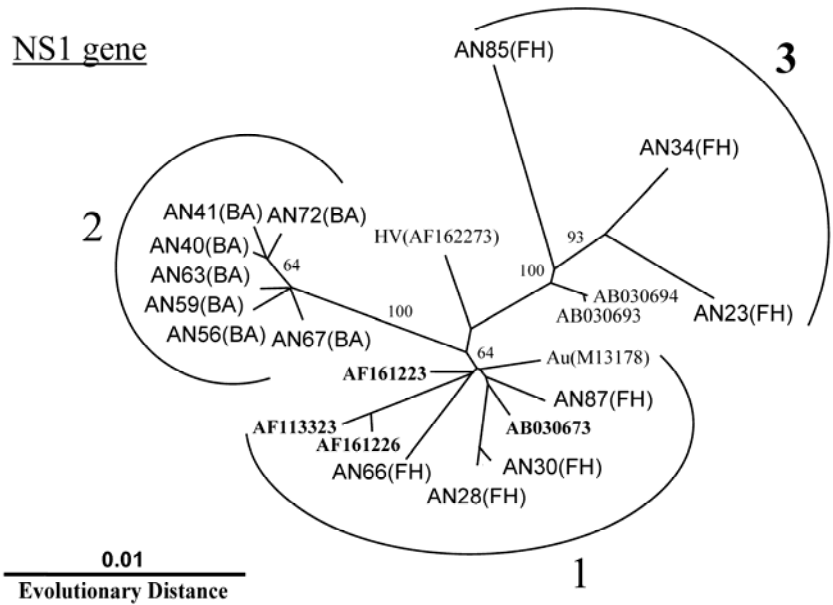 NS1 gene
AN85(FH)
3
AN34(FH)
2
AN41(BA)
AN72(BA)
HV(AF162273)
93
AN40(BA)
64
100
AN63(BA)
AB030694
AN59(BA)
100
AB030693
AN23(FH)
AN56(BA)
AN67(BA)
64
Au(M13178)
AF161223
AN87(FH)
AF113323
AB030673
AF161226
AN66(FH)
AN30(FH)
AN28(FH)
0.01
1
Evolutionary Distance